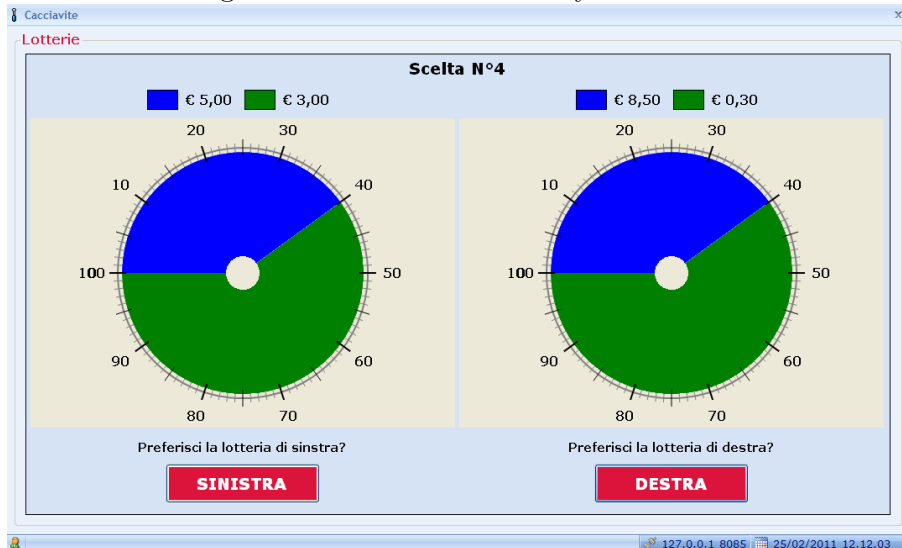 Cacciavite
Lotterie
Scelta N°4
€ 5,00 € 3,00
€ 8,50 € 0,30
20 30
10 40
100 50
90 60
80 70
20 30
10 40
100 50
90 60
80 70
Preferisci la lotteria di sinstra?
Preferisci la lotteria di destra?
SINISTRA
DESTRA
127.0.0.1 8085 25/02/2011 12.12.03